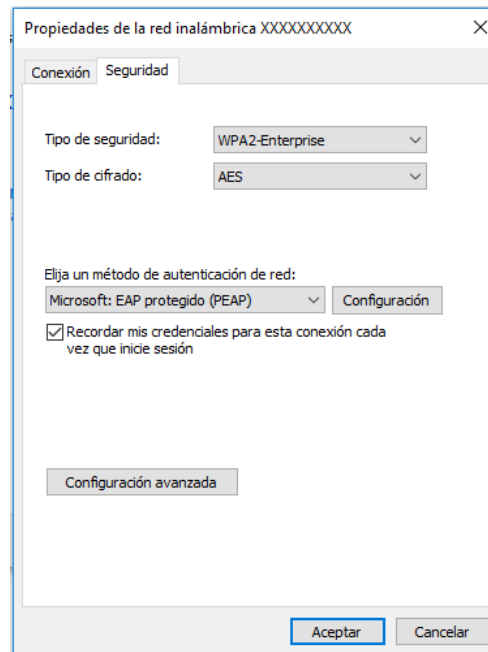 Propiedades de la red inalámbrica XXXXXXXXXX
Conexión
Seguridad
Tipo de seguridad:
WPA2-Enterprise
Tipo de cifrado:
AES
Elija un método de autenticación de red:
Microsoft: EAP protegido (PEAP)
Configuración
Recordar mis credenciales para esta conexión cada
vez que inicie sesión
Configuración avanzada
Aceptar
Cancelar